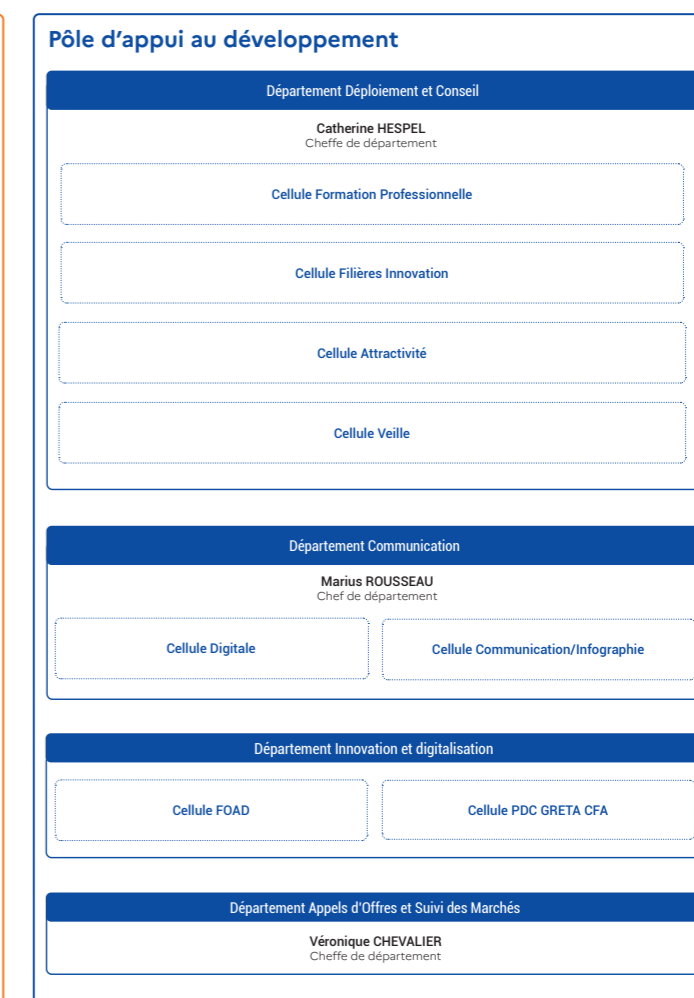 Pôle d'appui au développement
Département Déploiement et Conseil
Catherine HESPEL
Cheffe de département
Cellule Formation Professionnelle
Cellule Filières Innovation
Cellule Attractivité
Cellule Veille
Département Communication
Marius ROUSSEAU
Chef de département
Cellule Digitale
Cellule Communication/Infographie
Département Innovation et digitalisation
Cellule FOAD
Cellule PDC GRETA CFA
Département Appels d'Offres et Suivi des Marchés
Véronique CHEVALIER
Cheffe de département